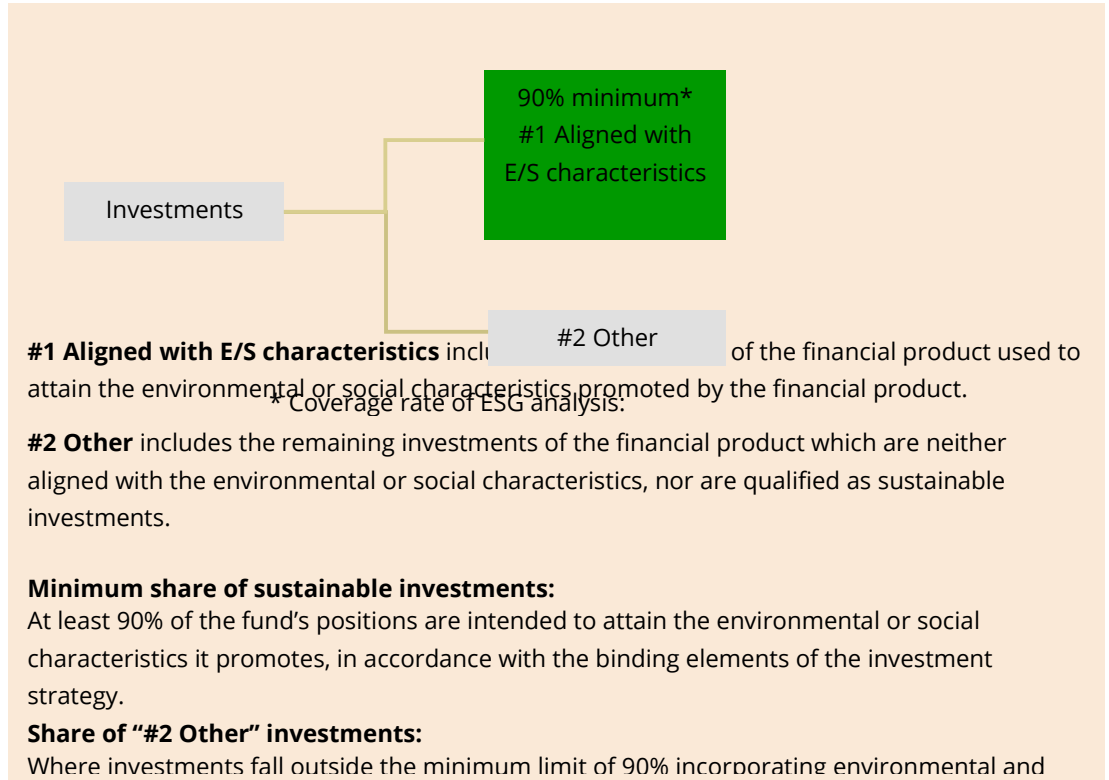 90% minimum*
#1 Aligned with
E/S characteristics
Investments
#2 Other
#1 Aligned with E/S characteristics of the financial product used to
attain the environmental or social characteristics promoted by the financial product.
* Coverage rate of ESG analysis:
#2 Other includes the remaining investments of the financial product which are neither
aligned with the environmental or social characteristics, nor are qualified as sustainable
investments.
Minimum share of sustainable investments:
At least 90% of the fund’s positions are intended to attain the environmental or social
characteristics it promotes, in accordance with the binding elements of the investment
strategy.
Share of “#2 Other” investments:
Where investments fall outside the minimum limit of 90% incorporating environmental and